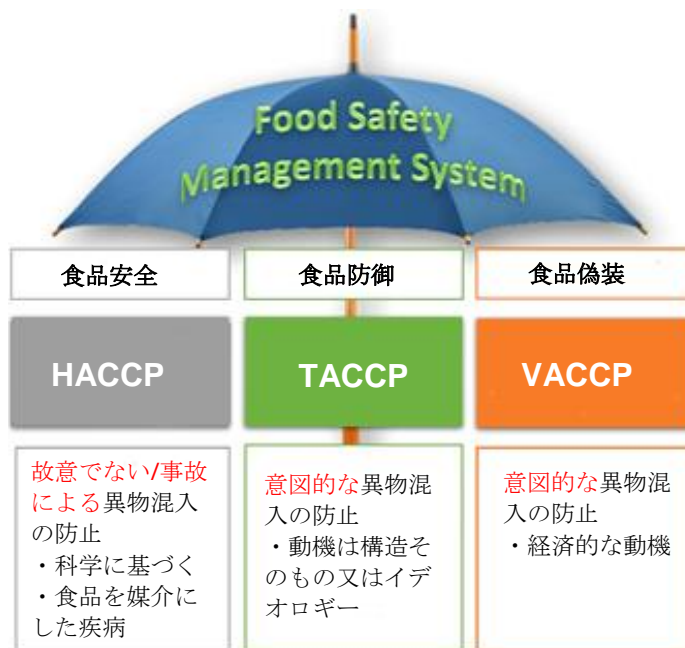 Food Safety
Management System
食品安全
食品防御
食品偽装
HACCP
TACCP
VACCP
故意でない/事故
による異物混入
の防止
・科学に基づく
・食品を媒介に
した疾病
意図的な異物混
入の防止
・動機は構造そ
のもの又はイデ
オロギー
意図的な異物混
入の防止
・経済的な動機